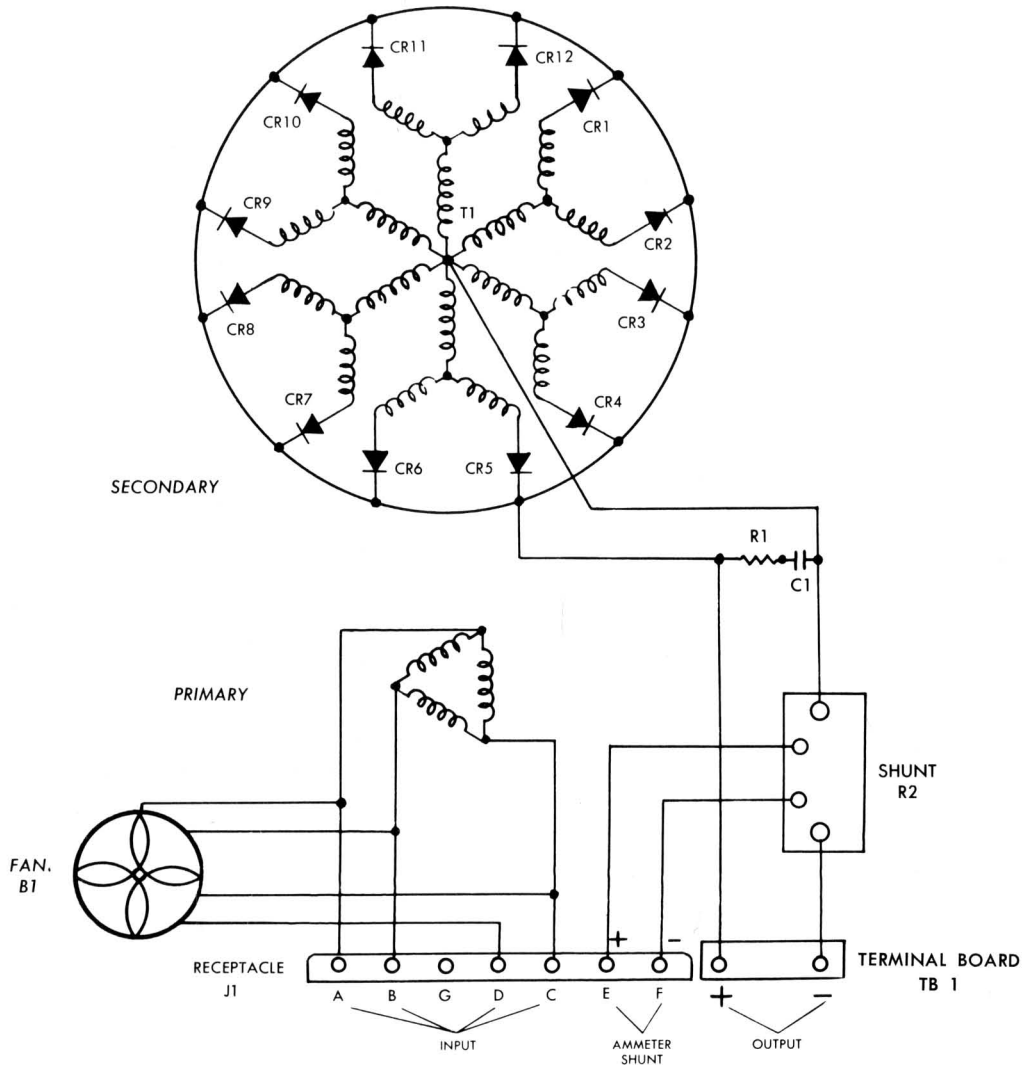 CR11
CR12
CR10
CR1
CR9
T1
CR2
CR8
CR3
CR7
CR4
CR6
CR5
SECONDARY
R1
C1
PRIMARY
SHUNT
R2
FAN.
B1
+
-
RECEPTACLE
J1
TERMINAL BOARD
TB 1
A B G D C E F
+ -
INPUT
AMMETER
SHUNT
OUTPUT